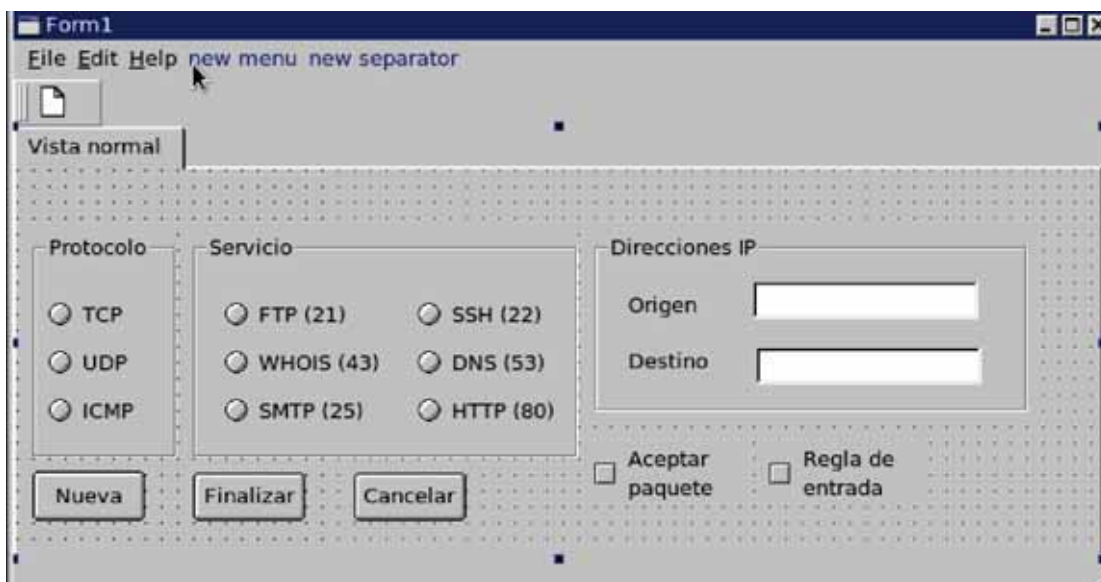 Form1
File Edit Help new menu new separator
Vista normal
Protocolo
TCP
UDP
ICMP
Servicio
FTP (21) SSH (22)
WHOIS (43) DNS (53)
SMTP (25) HTTP (80)
Direcciones IP
Origen
Destino
Aceptar
paquete
Regla de
entrada
Nueva Finalizar Cancelar